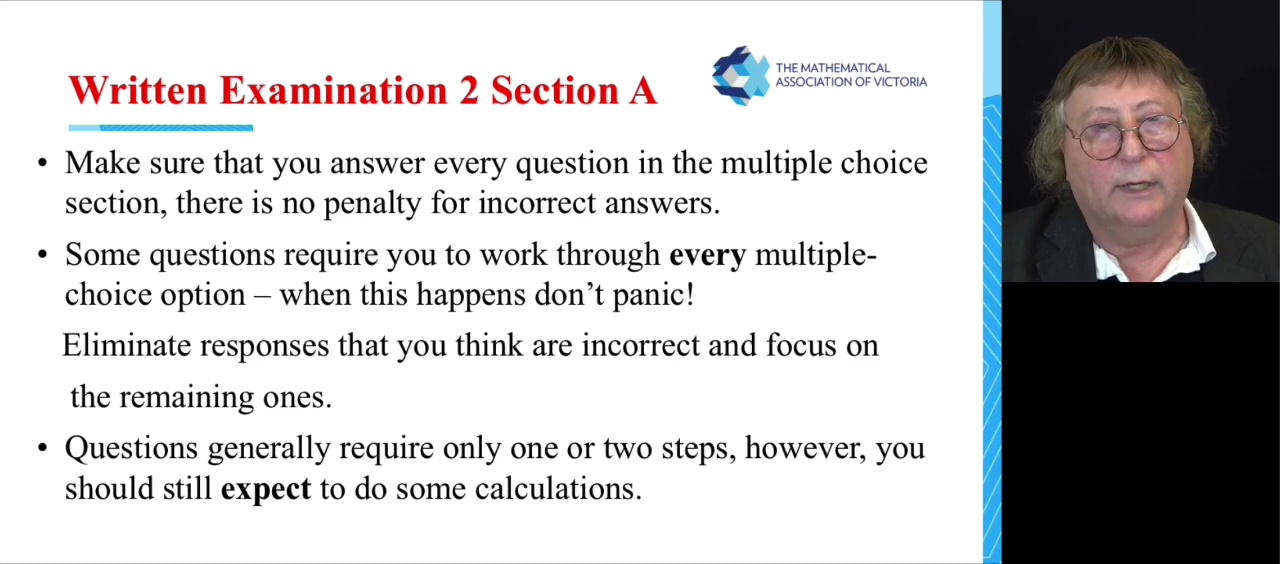 Written Examination 2 Section A
THE MATHEMATICAL
ASSOCIATION OF VICTORIA
• Make sure that you answer every question in the multiple choice
section, there is no penalty for incorrect answers.
• Some questions require you to work through every multiple-
choice option – when this happens don’t panic!
Eliminate responses that you think are incorrect and focus on
the remaining ones.
• Questions generally require only one or two steps, however, you
should still expect to do some calculations.